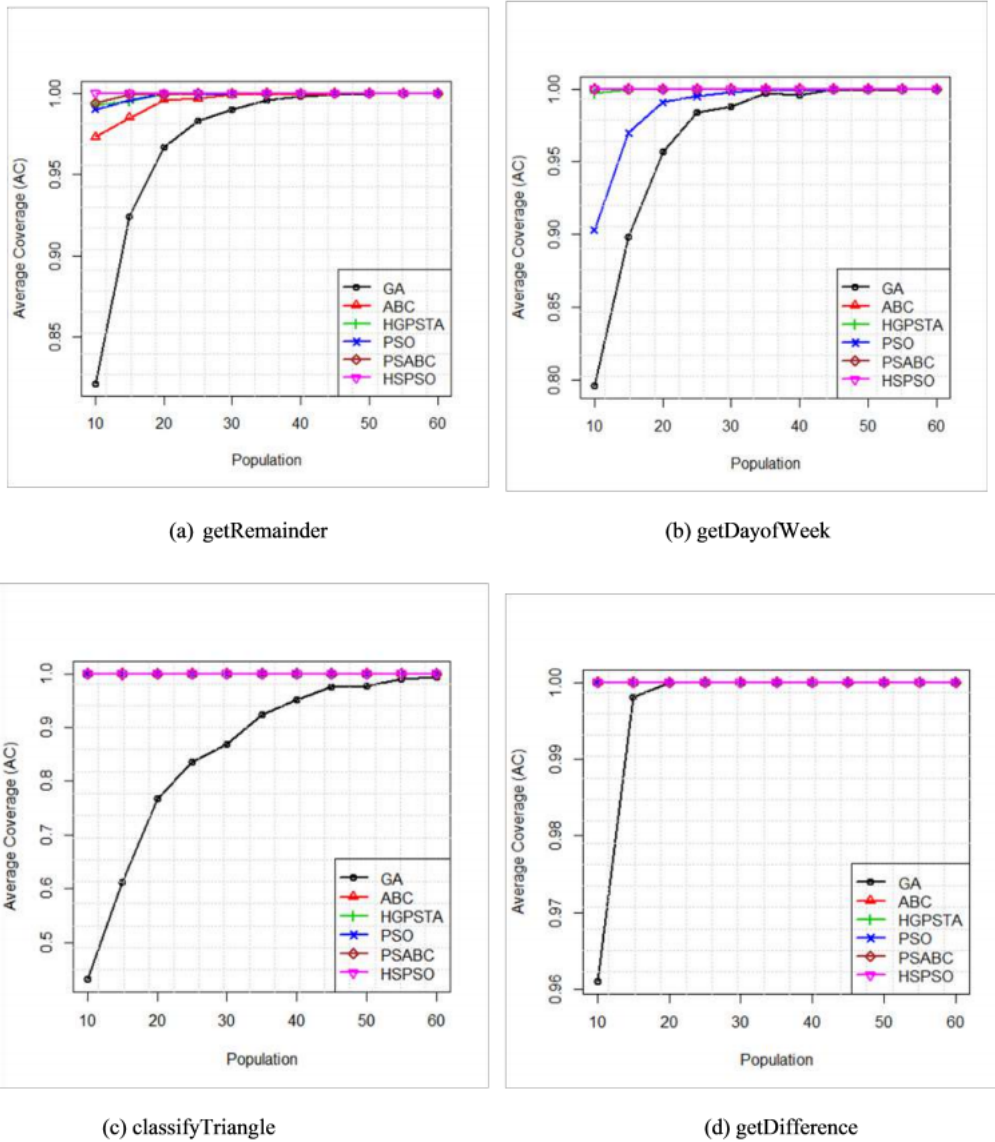 Average Coverage (AC)
1.00
0.95
0.90
0.85
GA
ABC
HGPSTA
PSO
PSABC
HSPSO
10 20 30 40 50 60
Population
(a) getRemainder
Average Coverage (AC)
1.00
0.95
0.90
0.85
0.80
GA
ABC
HGPSTA
PSO
PSABC
HSPSO
10 20 30 40 50 60
Population
(b) getDayofWeek
Average Coverage (AC)
1.0
0.9
0.8
0.7
0.6
0.5
GA
ABC
HGPSTA
PSO
PSABC
HSPSO
10 20 30 40 50 60
Population
(c) classifyTriangle
Average Coverage (AC)
1.00
0.99
0.98
0.97
0.96
GA
ABC
HGPSTA
PSO
PSABC
HSPSO
10 20 30 40 50 60
Population
(d) getDifference